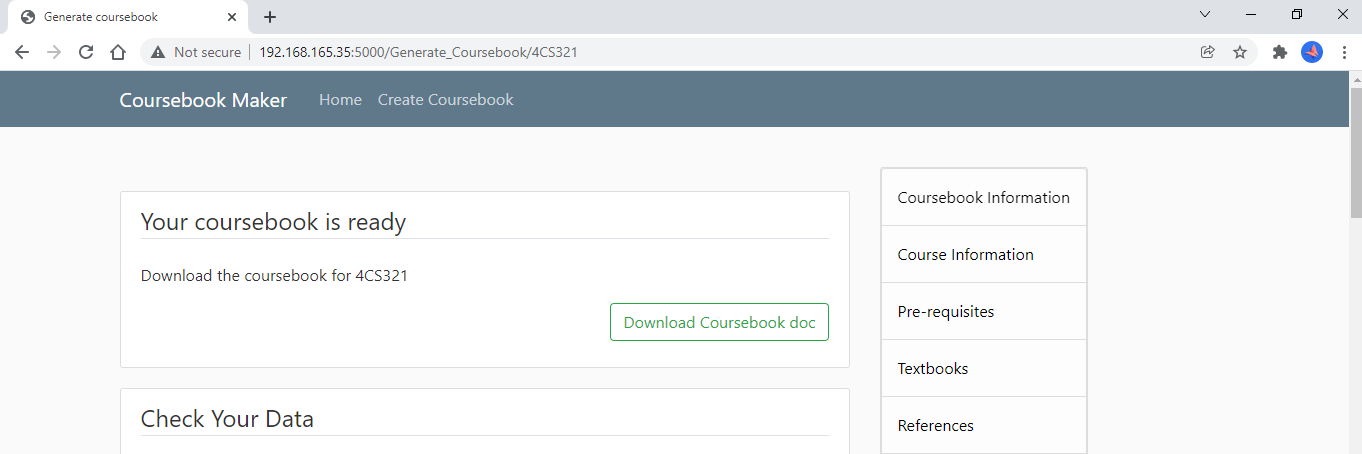 Generate coursebook
Not secure 192.168.165.35:5000/Generate_Coursebook/4CS321
Coursebook Maker Home Create Coursebook
Your coursebook is ready
Download the coursebook for 4CS321
Download Coursebook doc
Check Your Data
Coursebook Information
Course Information
Pre-requisites
Textbooks
References